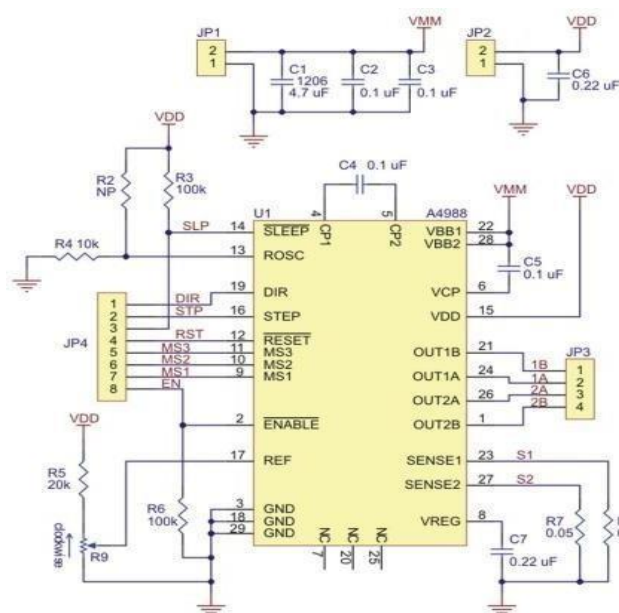 JP1
2
1
VMM
C1
1206
4.7 uF
C2
0.1 uF
C3
0.1 uF
JP2
2
1
VDD
C6
0.22 uF
VDD
R2
NP
R3
100k
R4 10k
C4 0.1 uF
U1
A4988
4
CP1
5
CP2
SLP 14 SLEEP
13 ROSC
DIR 19 DIR
STP 16 STEP
RST 12 RESET
MS3 11 MS3
MS2 10 MS2
MS1 9 MS1
EN
2 ENABLE
17 REF
3 GND
18 GND
29 GND
NC 7
NC 20
NC 25
JP4
1
2
3
4
5
6
7
8
VDD
R5
20k
clockwise
R9
R6
100k
VMM
VDD
VBB1 22
VBB2 28
C5
0.1 uF
VCP 6
VDD 15
OUT1B 21 1B
OUT1A 24 1A
OUT2A 26 2A
OUT2B 1 2B
JP3
1
2
3
4
SENSE1 23 S1
SENSE2 27 S2
VREG 8
C7
0.22 uF
R7
0.05